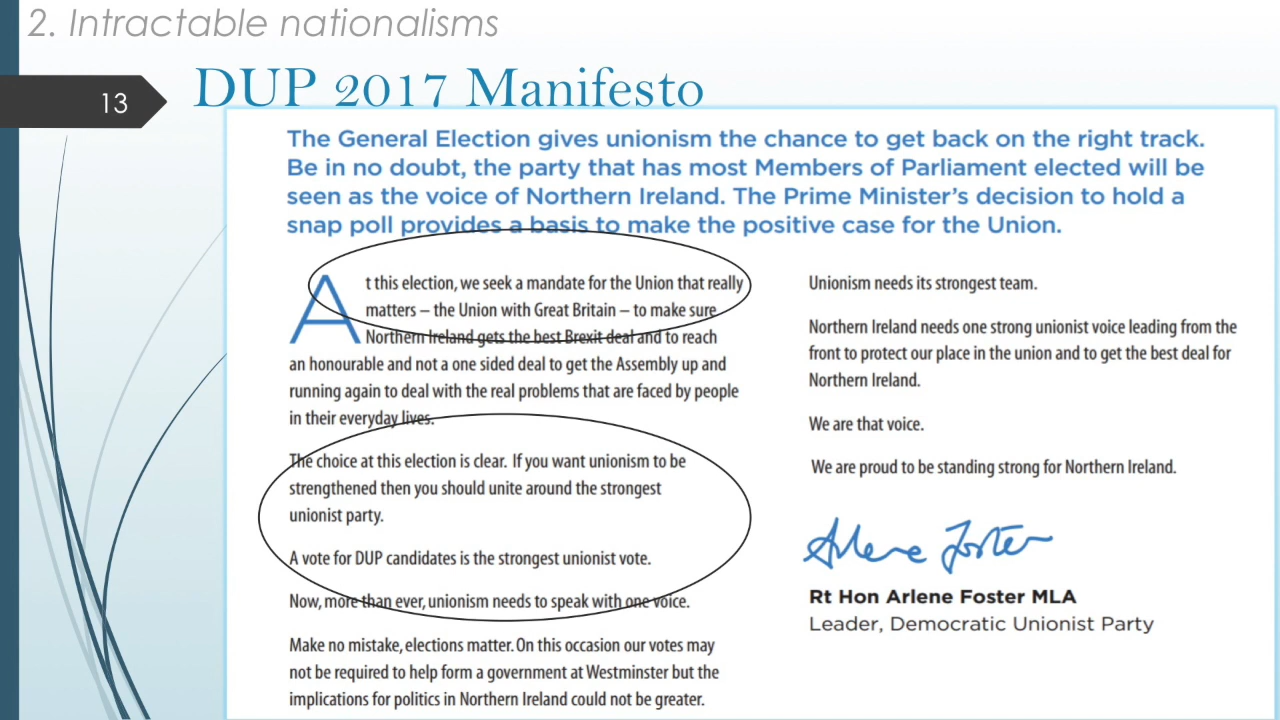 2. Intractable nationalisms
13
DUP 2017 Manifesto
The General Election gives unionism the chance to get back on the right track.
Be in no doubt, the party that has most Members of Parliament elected will be
seen as the voice of Northern Ireland. The Prime Minister's decision to hold a
snap poll provides a basis to make the positive case for the Union.
At this election, we seek a mandate for the Union that really
matters – the Union with Great Britain – to make sure
Northern Ireland gets the best Brexit deal and to reach
an honourable and not a one sided deal to get the Assembly up and
running again to deal with the real problems that are faced by people
in their everyday lives.
The choice at this election is clear. If you want unionism to be
strengthened then you should unite around the strongest
unionist party.
A vote for DUP candidates is the strongest unionist vote.
Now, more than ever, unionism needs to speak with one voice.
Make no mistake, elections matter. On this occasion our votes may
not be required to help form a government at Westminster but the
implications for politics in Northern Ireland could not be greater.
Unionism needs its strongest team.
Northern Ireland needs one strong unionist voice leading from the
front to protect our place in the union and to get the best deal for
Northern Ireland.
We are that voice.
We are proud to be standing strong for Northern Ireland.
Arlene Foster
Rt Hon Arlene Foster MLA
Leader, Democratic Unionist Party